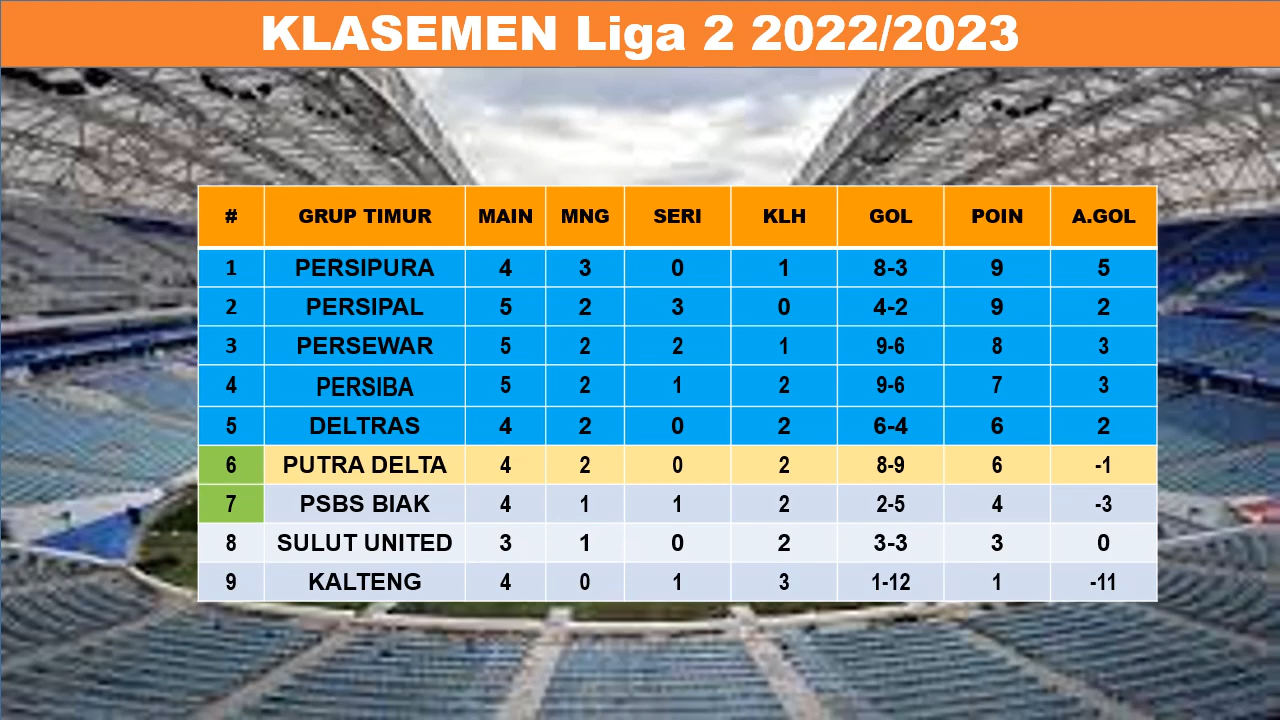 KLASEMEN Liga 2 2022/2023
# GRUP TIMUR MAIN MNG SERI KLH GOL POIN A.GOL
1 PERSIPURA 4 3 0 1 8-3 9 5
2 PERSIPAL 5 2 3 0 4-2 9 2
3 PERSEWAR 5 2 2 1 9-6 8 3
4 PERSIBA 5 2 1 2 9-6 7 3
5 DELTRAS 4 2 0 2 6-4 6 2
6 PUTRA DELTA 4 2 0 2 8-9 6 -1
7 PSBS BIAK 4 1 1 2 2-5 4 -3
8 SULUT UNITED 3 1 0 2 3-3 3 0
9 KALTENG 4 0 1 3 1-12 1 -11